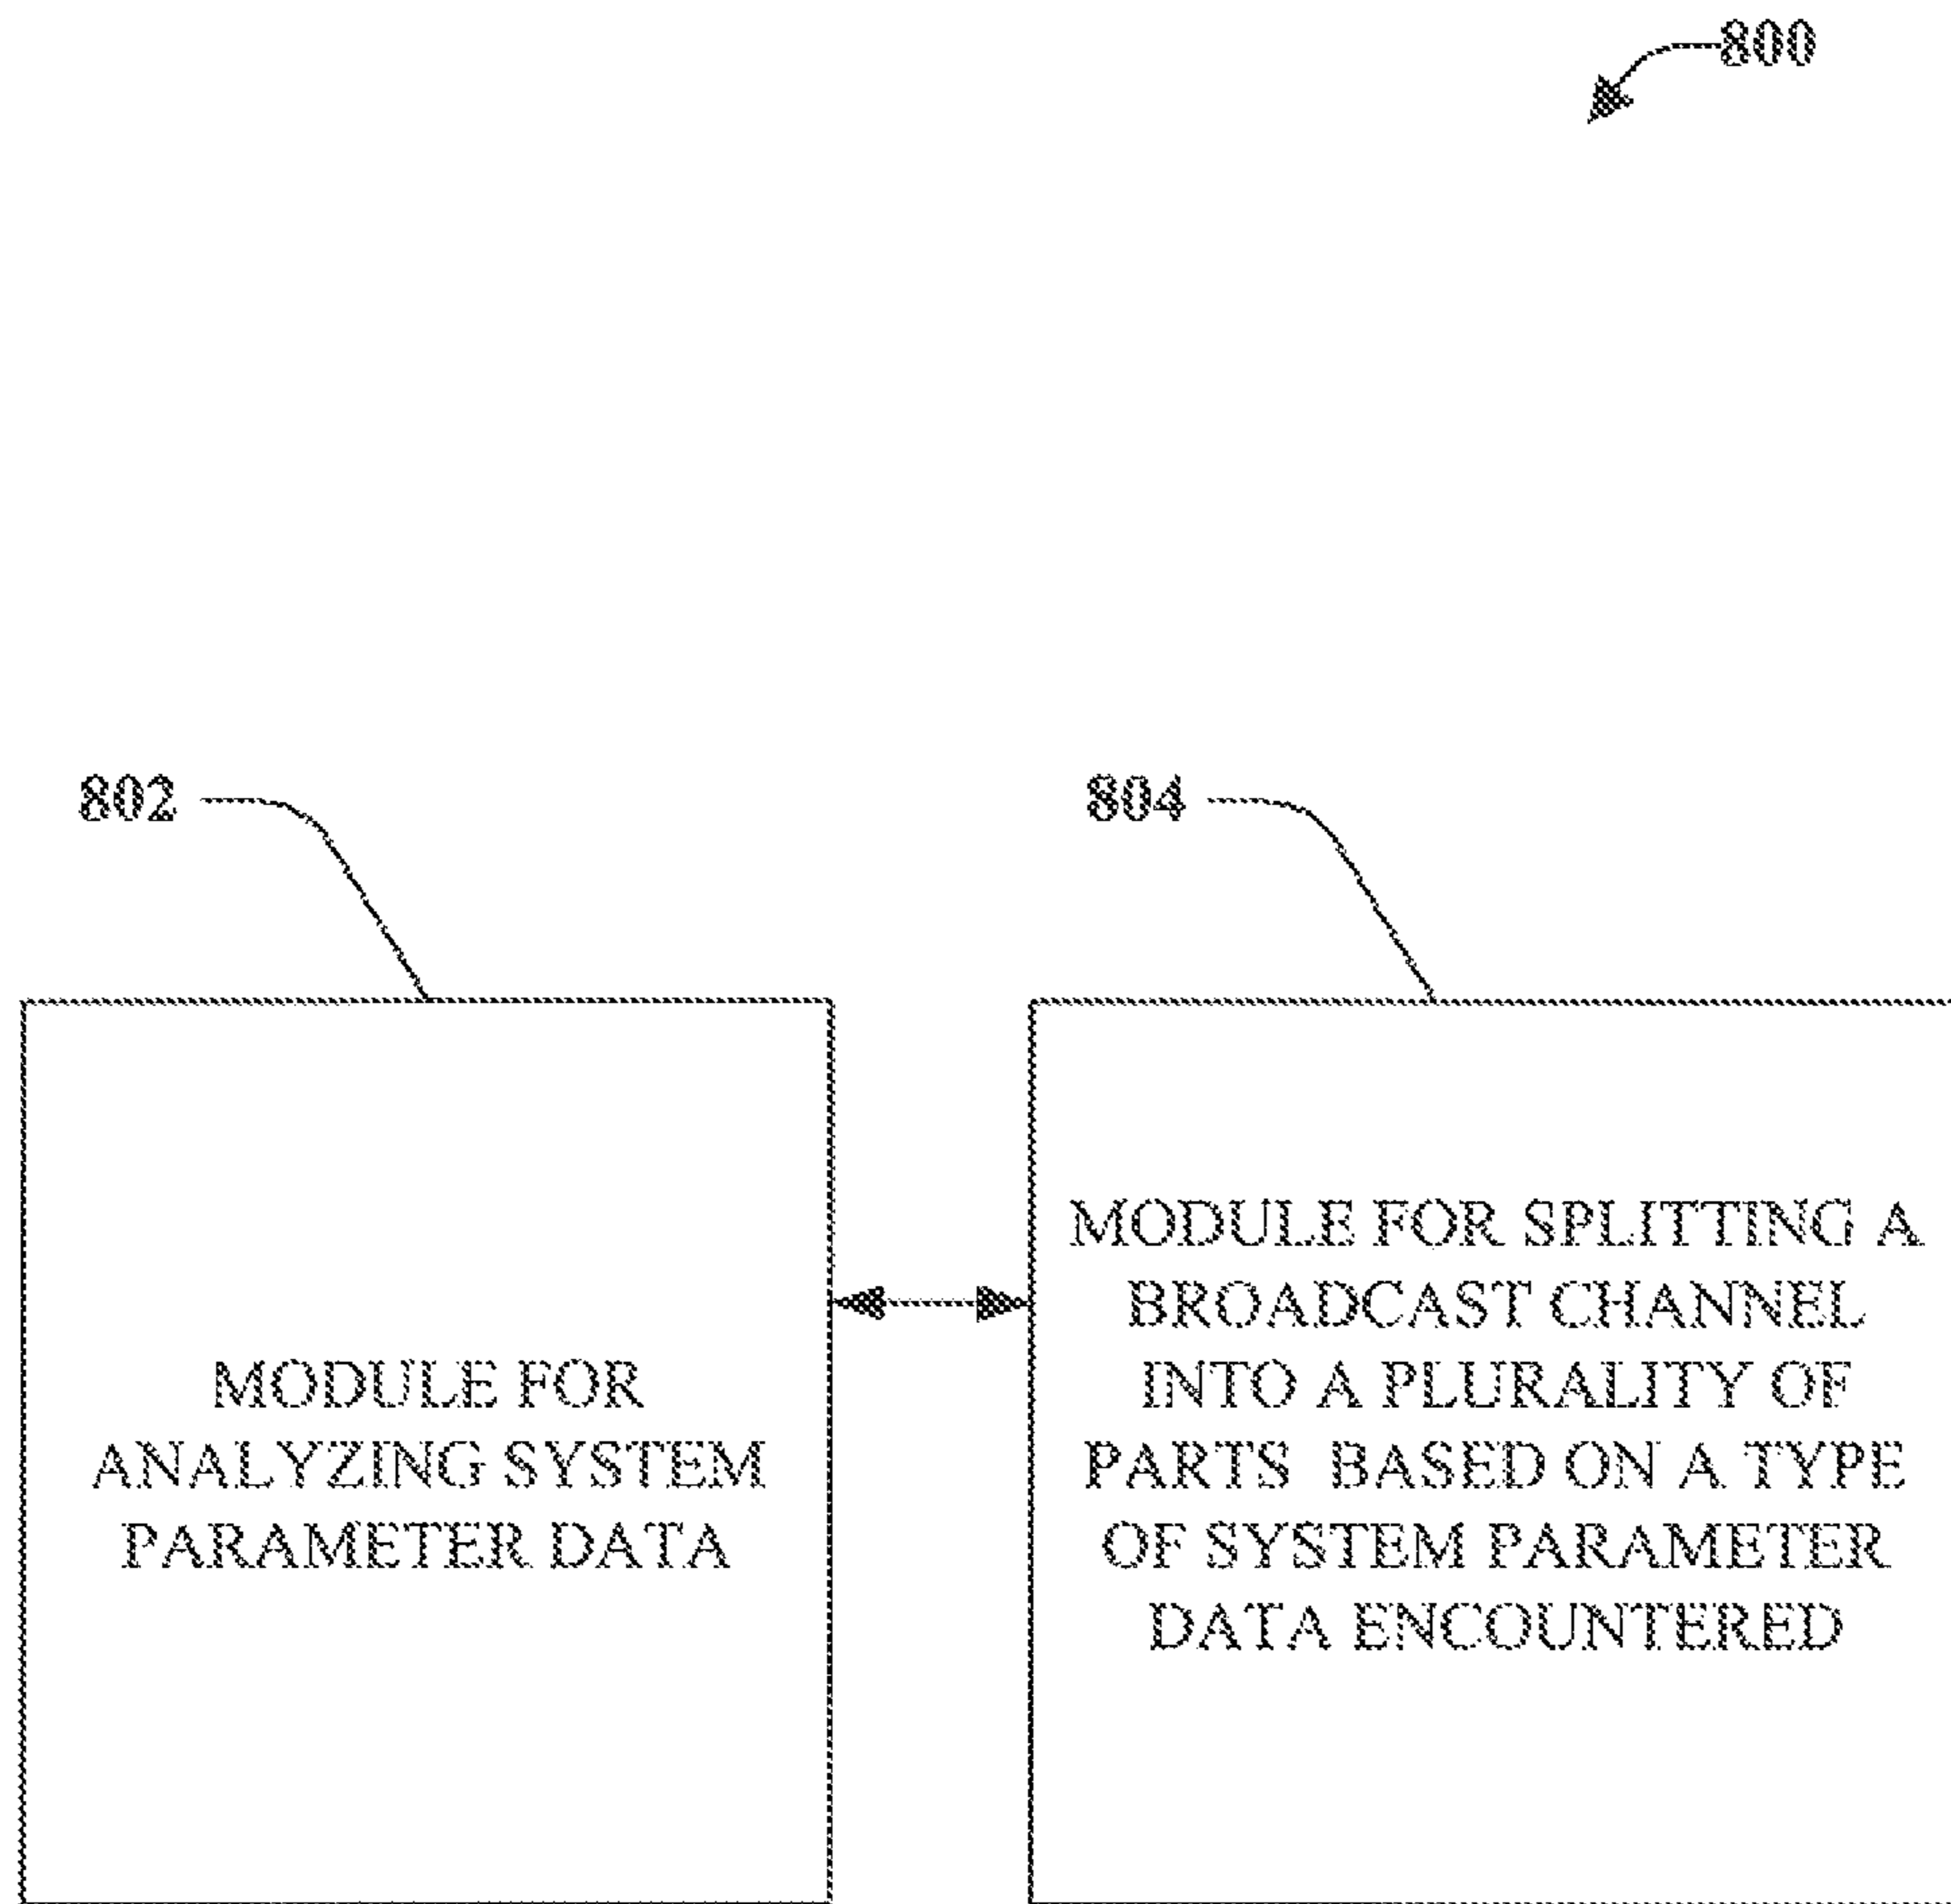 800
802
804
MODULE FOR
ANALYZING SYSTEM
PARAMETER DATA
MODULE FOR SPLITTING A
BROADCAST CHANNEL
INTO A PLURALITY OF
PARTS BASED ON A TYPE
OF SYSTEM PARAMETER
DATA ENCOUNTERED